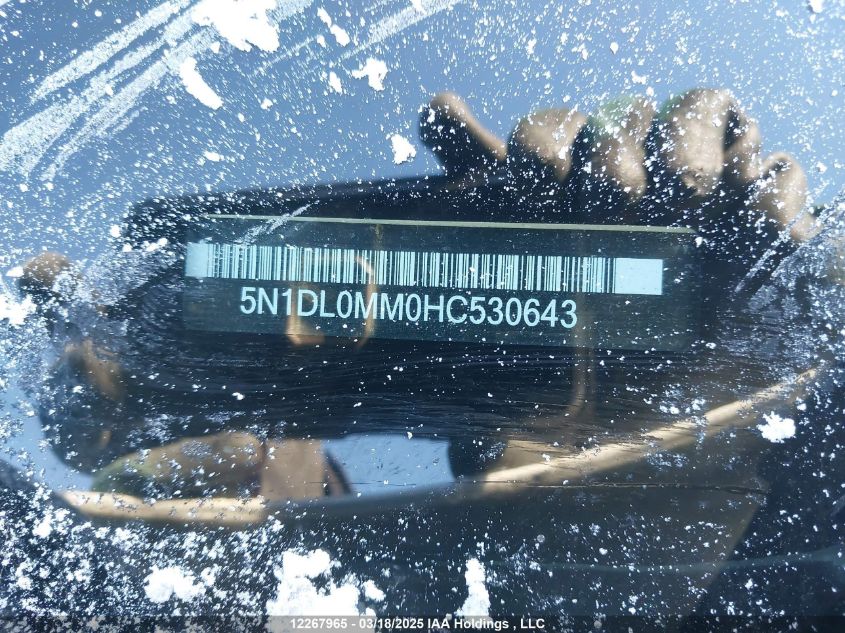 5N1DL0MM0HC530643
12267965 - 03/18/2025 IAA Holdings , LLC